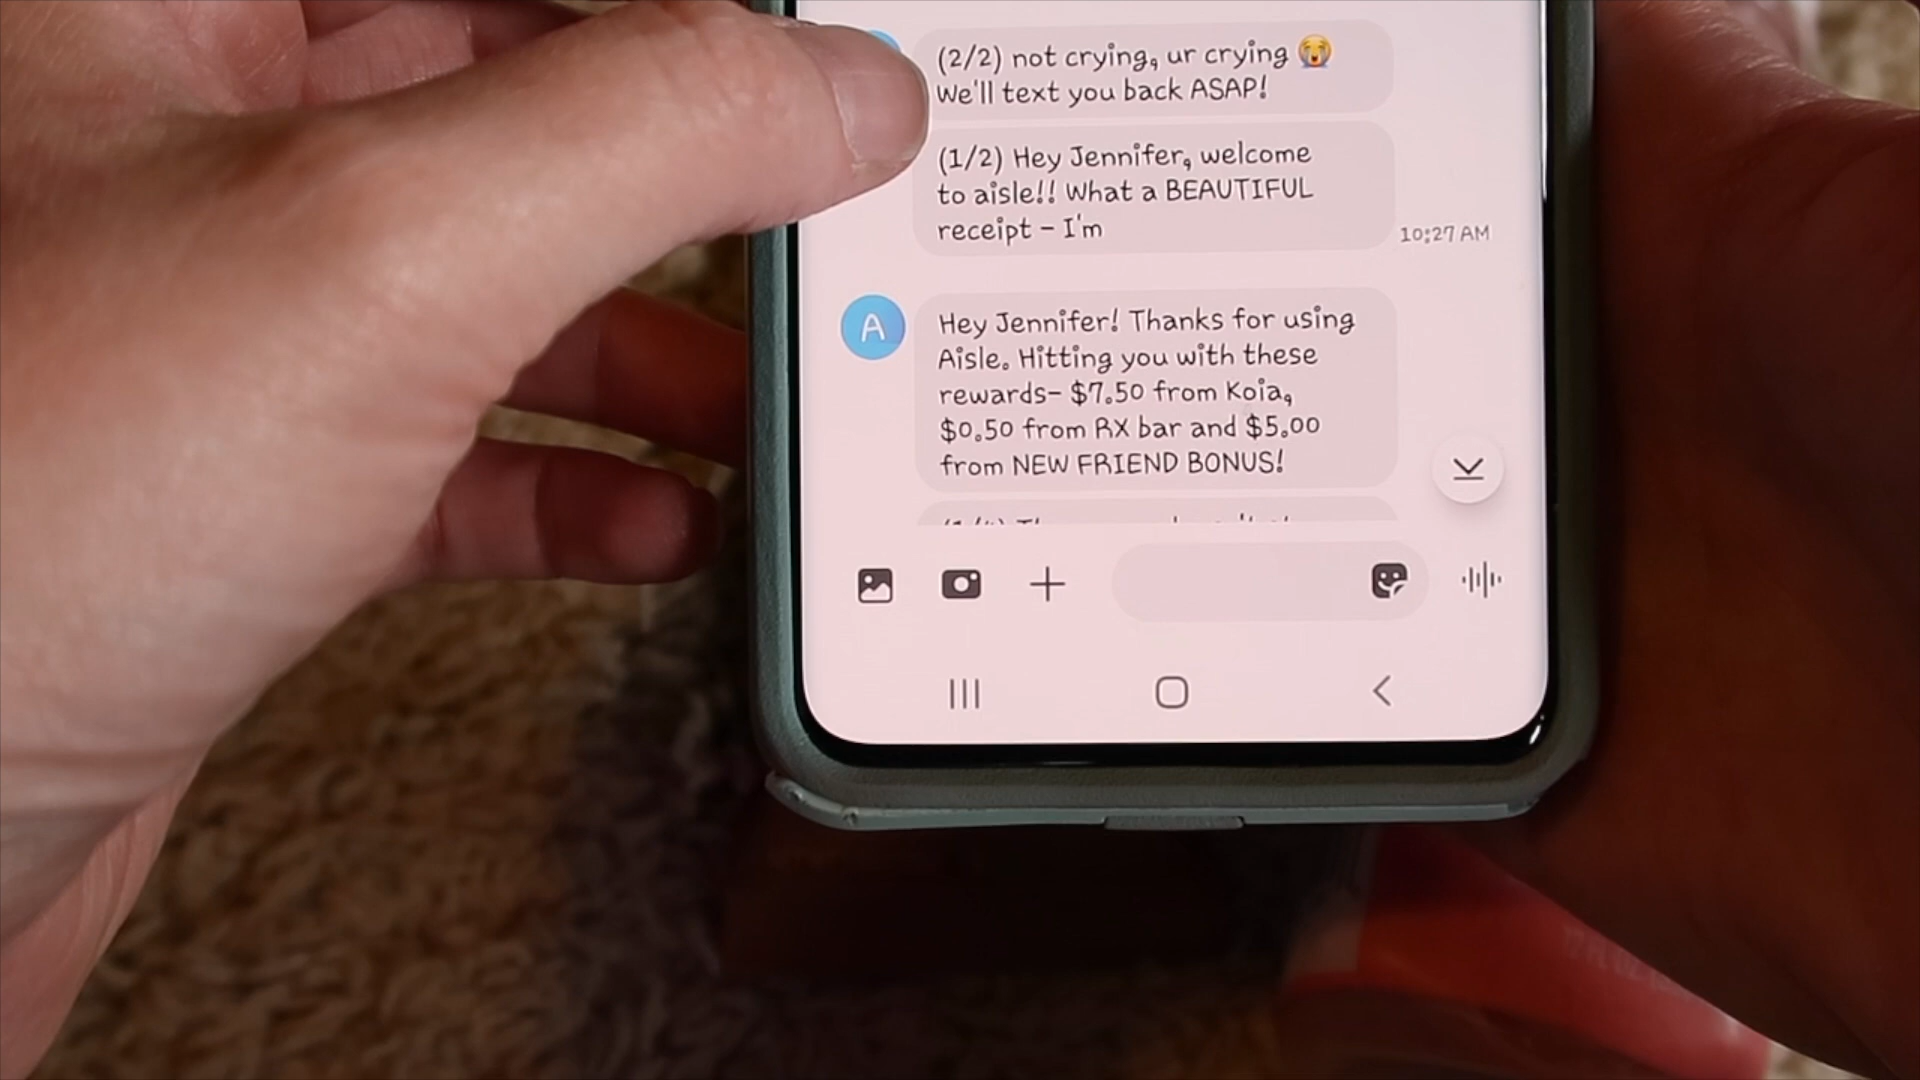 (2/2) not crying, ur crying 😭
We'll text you back ASAP!
(1/2) Hey Jennifer, welcome
to aisle!! What a BEAUTIFUL
receipt - I'm
10:27 AM
A
Hey Jennifer! Thanks for using
Aisle. Hitting you with these
rewards- $7.50 from Koia,
$0.50 from RX bar and $5.00
from NEW FRIEND BONUS!